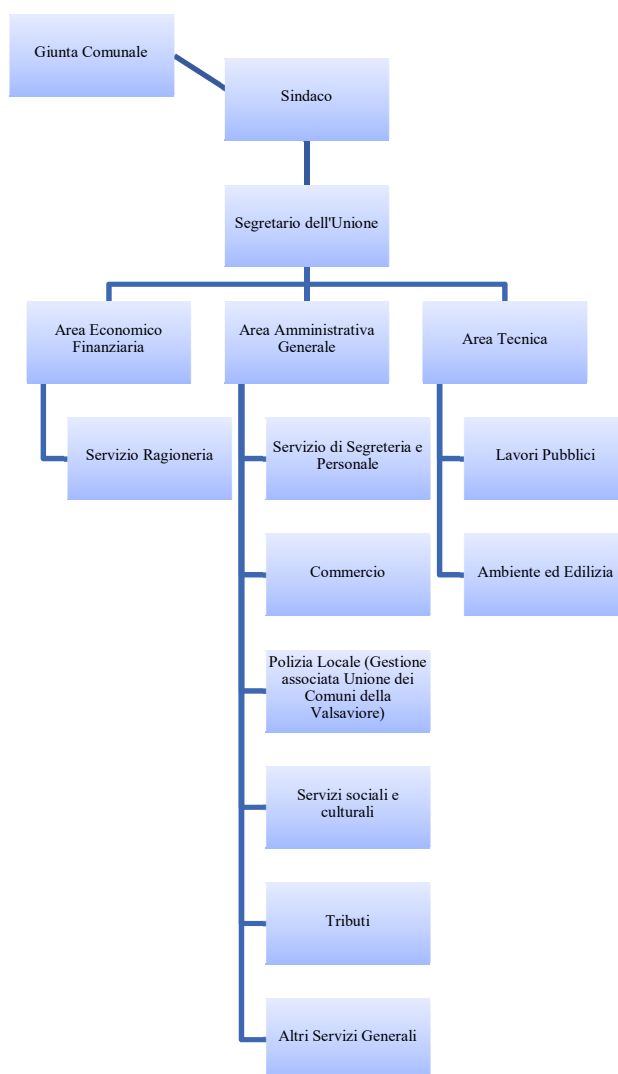 Giunta Comunale
Sindaco
Segretario dell'Unione
Area Economico
Finanziaria
Area Amministrativa
Generale
Area Tecnica
Servizio Ragioneria
Servizio di Segreteria e
Personale
Lavori Pubblici
Commercio
Ambiente ed Edilizia
Polizia Locale (Gestione
associata Unione dei
Comuni della
Valsaviore)
Servizi sociali e
culturali
Tributi
Altri Servizi Generali